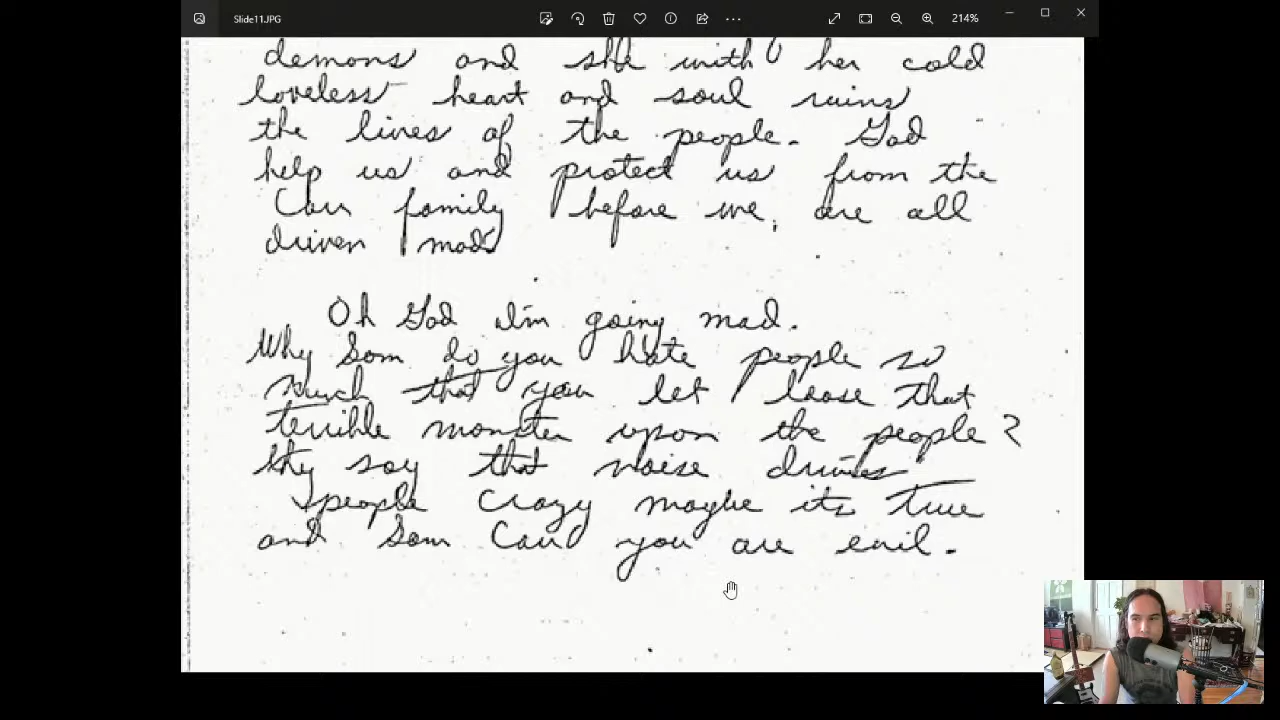 Slide11.JPG
214%
demons and she with her cold
loveless heart and soul ruins
the lives of the people. God
help us and protect us from the
Carr family before we are all
driven mad
Oh God I'm going mad.
Why Sam do you hate people so
much that you let loose that
terrible monster upon the people?
they say that noise drives
people crazy maybe its true
and Sam Carr you are evil.